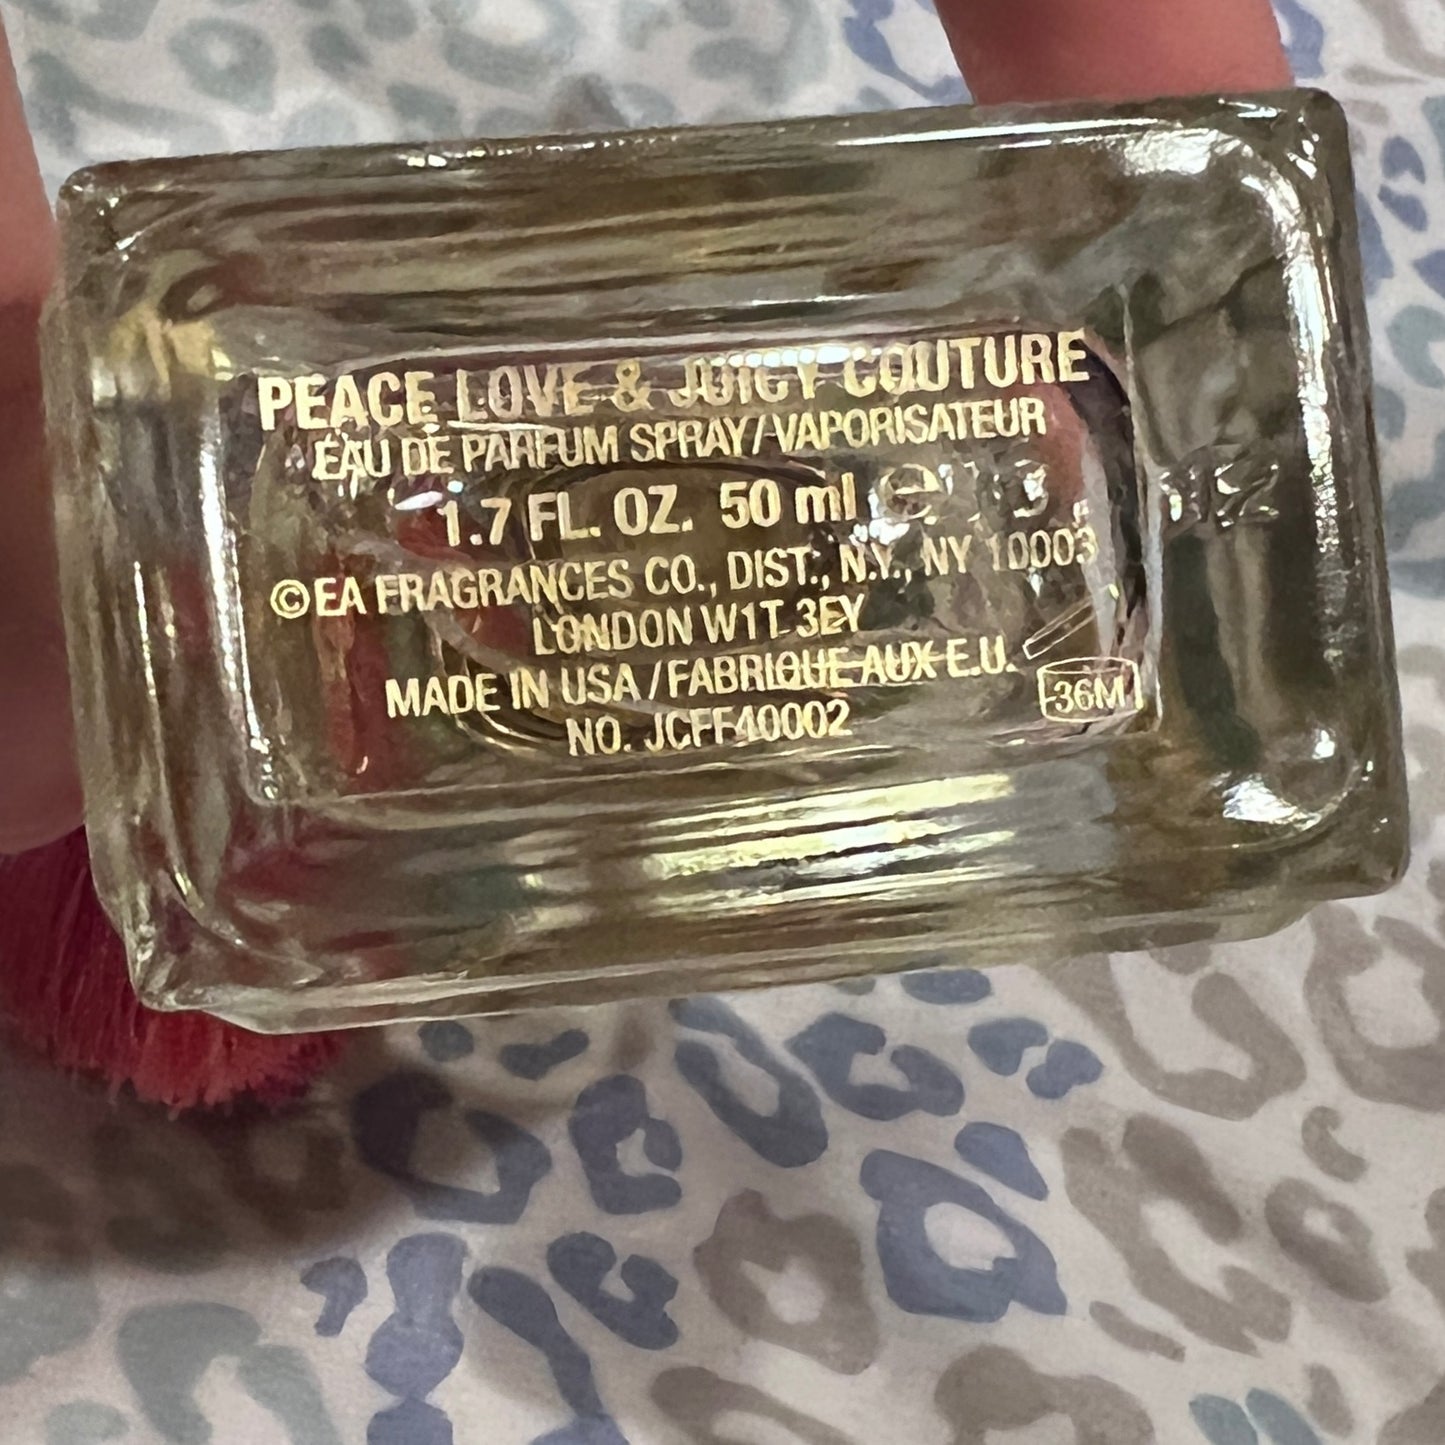 PEACE LOVE & JUICY COUTURE
EAU DE PARFUM SPRAY/VAPORISATEUR
1.7 FL. OZ. 50 ml e
©EA FRAGRANCES CO., DIST., N.Y., NY 10003
LONDON W1T 3EY
MADE IN USA / FABRIQUE AUX E.U.
36M
NO. JCFF40002